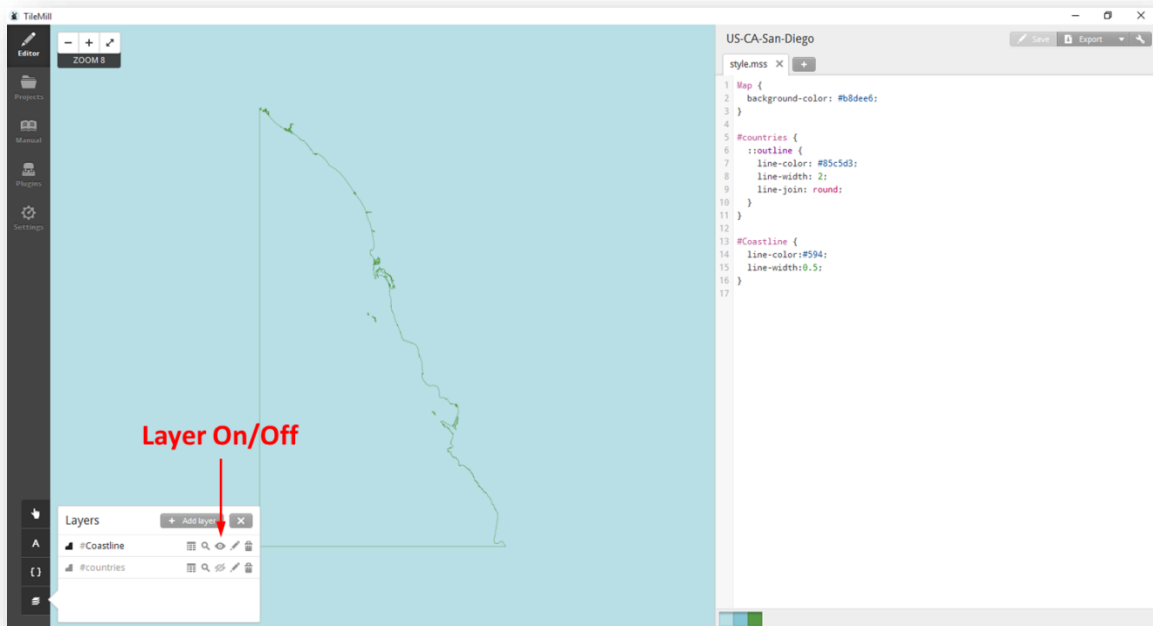 TileMill
Editor
Projects
Manual
Plugins
Settings
ZOOM 8
Layer On/Off
Layers
+ Add layer
#Coastline
#countries
A
{}
US-CA-San-Diego
Save
Export
style.mss
+
1 Map {
2 background-color: #b8dee6;
3 }
4
5 #countries {
6 ::outline {
7 line-color: #85c5d3;
8 line-width: 2;
9 line-join: round;
10 }
11 }
12
13 #Coastline {
14 line-color:#594;
15 line-width:0.5;
16 }
17